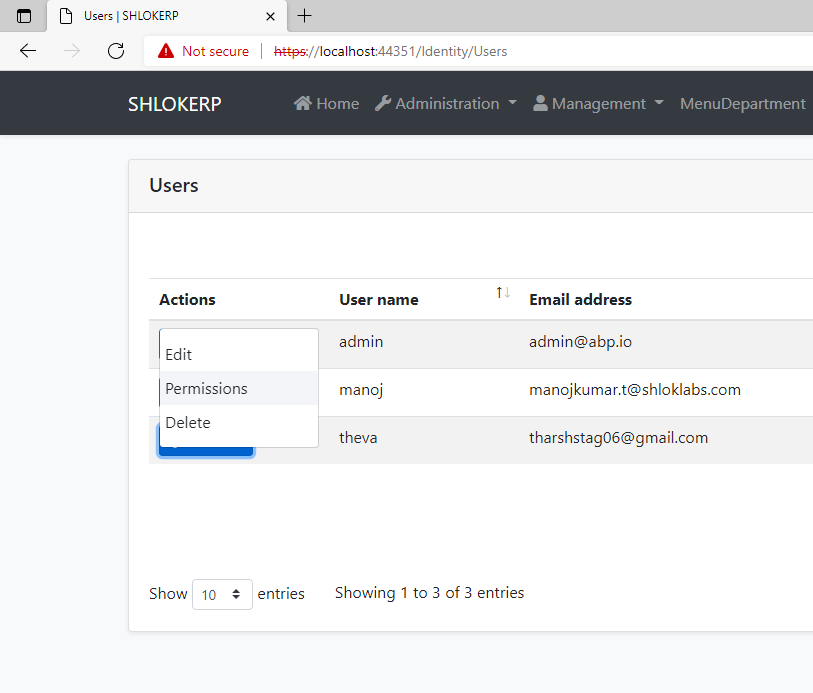 Users | SHLOKERP
Not secure https://localhost:44351/Identity/Users
SHLOKERP Home Administration Management MenuDepartment
Users
Actions User name Email address
admin admin@abp.io
Edit
Permissions manoj manojkumar.t@shloklabs.com
Delete
theva tharshstag06@gmail.com
Show 10 entries Showing 1 to 3 of 3 entries